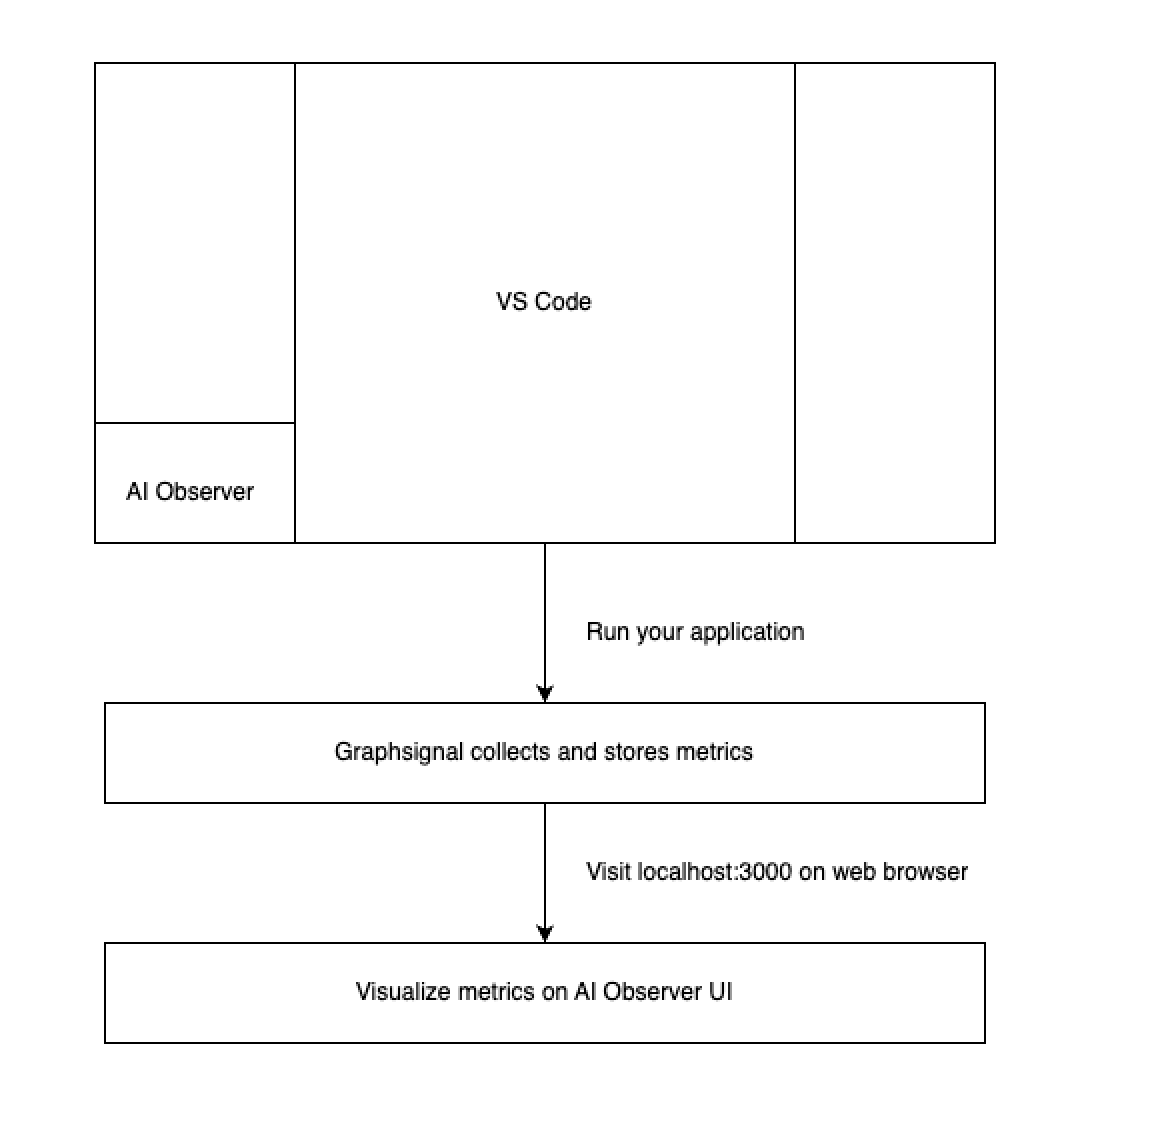 VS Code
AI Observer
Run your application
Graphsignal collects and stores metrics
Visit localhost:3000 on web browser
Visualize metrics on AI Observer UI